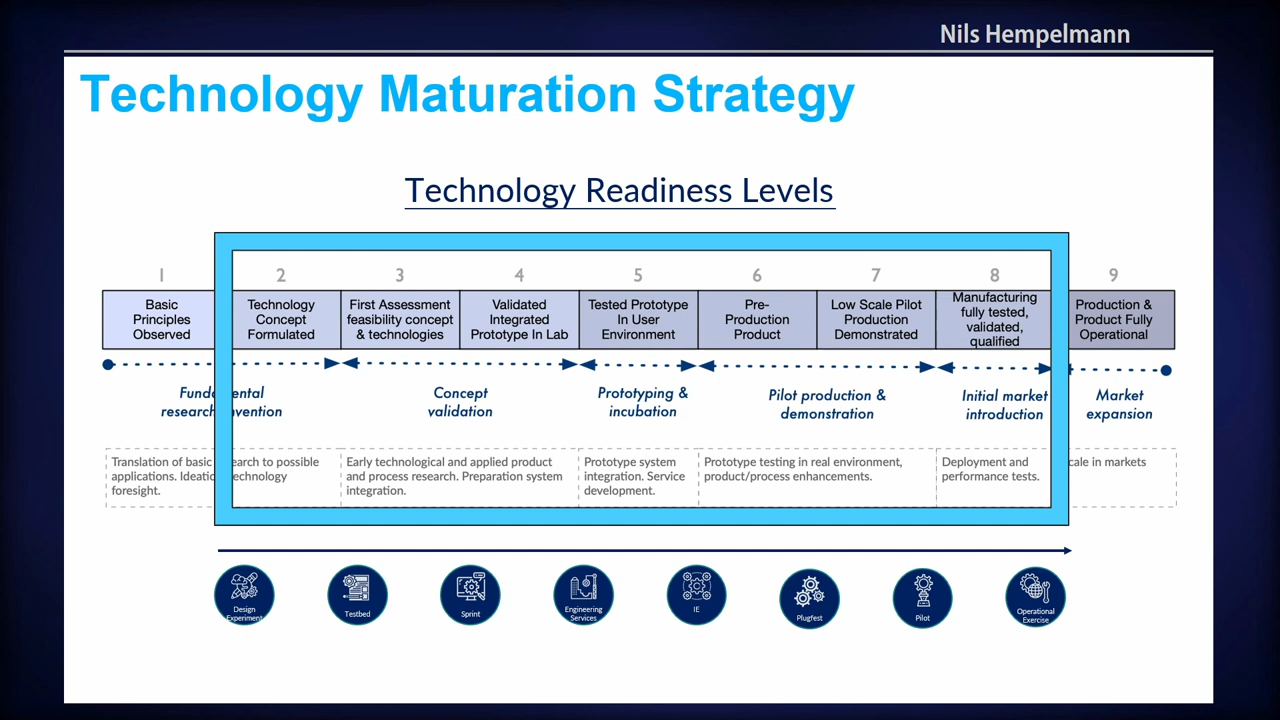 Nils Hempelmann
Technology Maturation Strategy
Technology Readiness Levels
1
2
3
4
5
6
7
8
9
Basic
Principles
Observed
Technology
Concept
Formulated
First Assessment
feasibility concept
& technologies
Validated
Integrated
Prototype In Lab
Tested Prototype
In User
Environment
Pre-
Production
Product
Low Scale Pilot
Production
Demonstrated
Manufacturing
fully tested,
validated,
qualified
Production &
Product Fully
Operational
Concept
validation
Prototyping &
incubation
Pilot production &
demonstration
Initial market
introduction
Market
expansion
Translation of basic to possible
applications.
foresight.
Early technological and applied product
and process research. Preparation system
integration.
Prototype system
integration. Service
development.
Prototype testing in real environment,
product/process enhancements.
Deployment and
performance tests.
in markets
Design
Experiment
Testbed
Sprint
Engineering
Services
IE
Plugfest
Pilot
Operational
Exercise